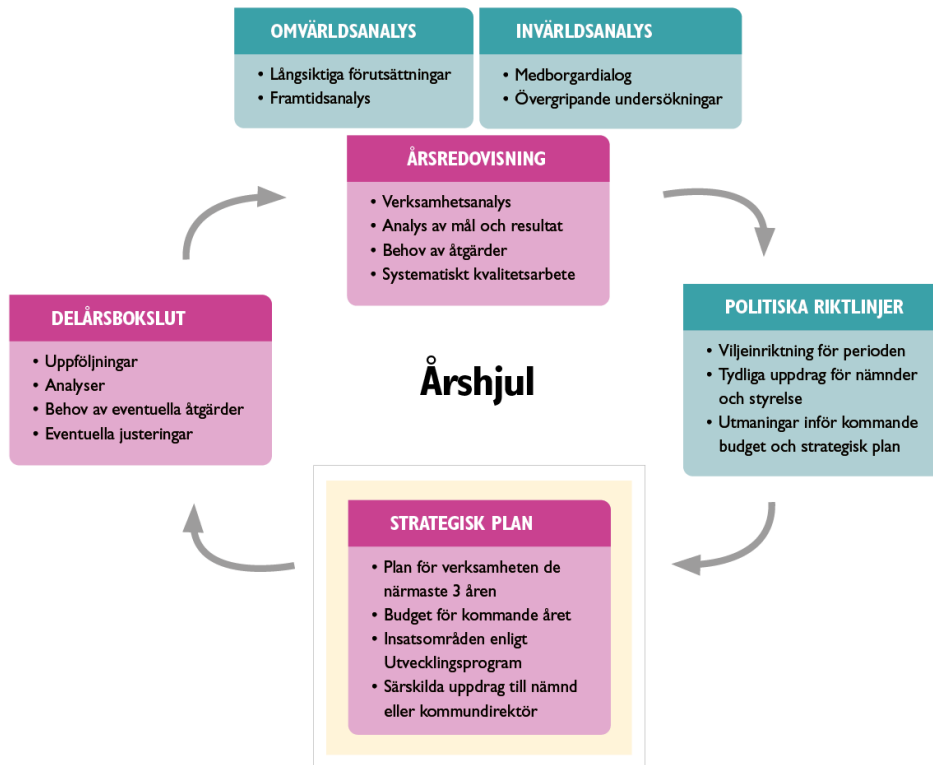 OMVÄRLDSANALYS
• Långsiktiga förutsättningar
• Framtidsanalys
INVÄRLDSANALYS
• Medborgardialog
• Övergripande undersökningar
ÅRSREDOVISNING
• Verksamhetsanalys
• Analys av mål och resultat
• Behov av åtgärder
• Systematiskt kvalitetsarbete
POLITISKA RIKTLINJER
• Viljeinriktning för perioden
• Tydliga uppdrag för nämnder
och styrelse
• Utmaningar inför kommande
budget och strategisk plan
STRATEGISK PLAN
• Plan för verksamheten de
närmaste 3 åren
• Budget för kommande året
• Insatsområden enligt
Utvecklingsprogram
• Särskilda uppdrag till nämnd
eller kommundirektör
DELÅRSBOKSLUT
• Uppföljningar
• Analyser
• Behov av eventuella åtgärder
• Eventuella justeringar
Årshjul